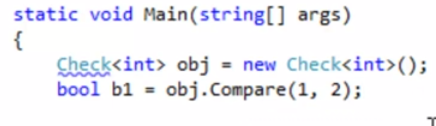 static void Main(string[] args)
{
Check<int> obj = new Check<int>();
bool b1 = obj.Compare(1, 2);